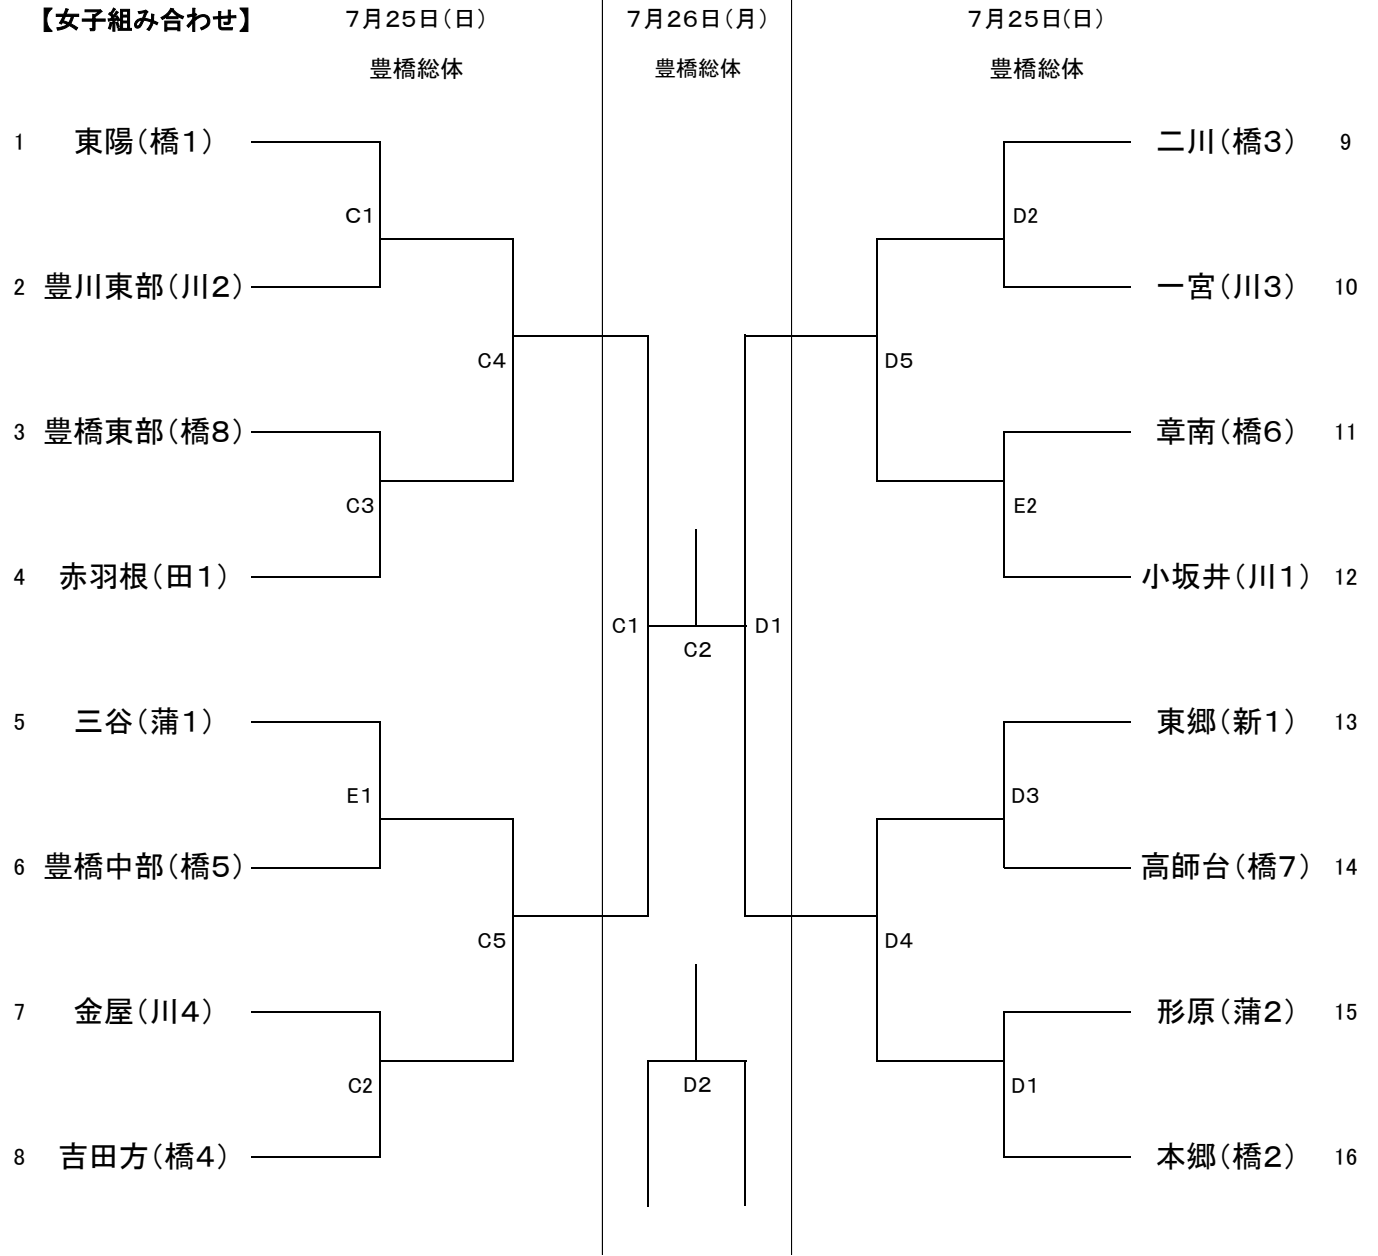 【女子組み合わせ】 7月25日(日) 7月26日(月) 7月25日(日)
豊橋総体 豊橋総体 豊橋総体
1 東陽(橋1) 二川(橋3) 9
C1 D2
2 豊川東部(川2) 一宮(川3) 10
C4 D5
3 豊橋東部(橋8) 章南(橋6) 11
C3 E2
4 赤羽根(田1) 小坂井(川1) 12
C1 D1
C2
5 三谷(蒲1) 東郷(新1) 13
E1 D3
6 豊橋中部(橋5) 高師台(橋7) 14
C5 D4
7 金屋(川4) 形原(蒲2) 15
C2 D2 D1
8 吉田方(橋4) 本郷(橋2) 16